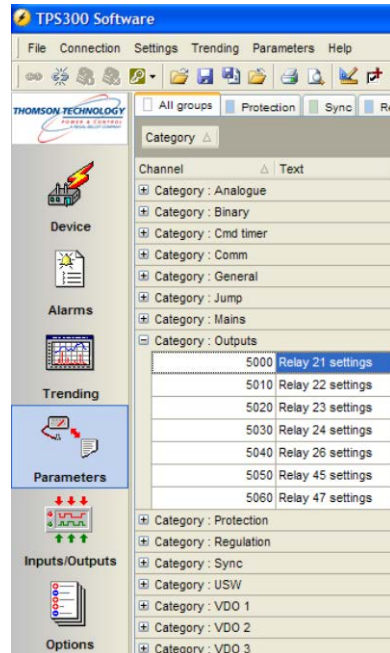 TPS300 Software
File Connection Settings Trending Parameters Help
THOMSON TECHNOLOGY
POWER & CONTROL
A REGAL BELOIT COMPANY
All groups Protection Sync
Category
Channel Text
Category : Analogue
Category : Binary
Category : Cmd timer
Category : Comm
Category : General
Category : Jump
Category : Mains
Category : Outputs
5000 Relay 21 settings
5010 Relay 22 settings
5020 Relay 23 settings
5030 Relay 24 settings
5040 Relay 26 settings
5050 Relay 45 settings
5060 Relay 47 settings
Category : Protection
Category : Regulation
Category : Sync
Category : USW
Category : VDO 1
Category : VDO 2
Category : VDO 3
Device
Alarms
Trending
Parameters
Inputs/Outputs
Options